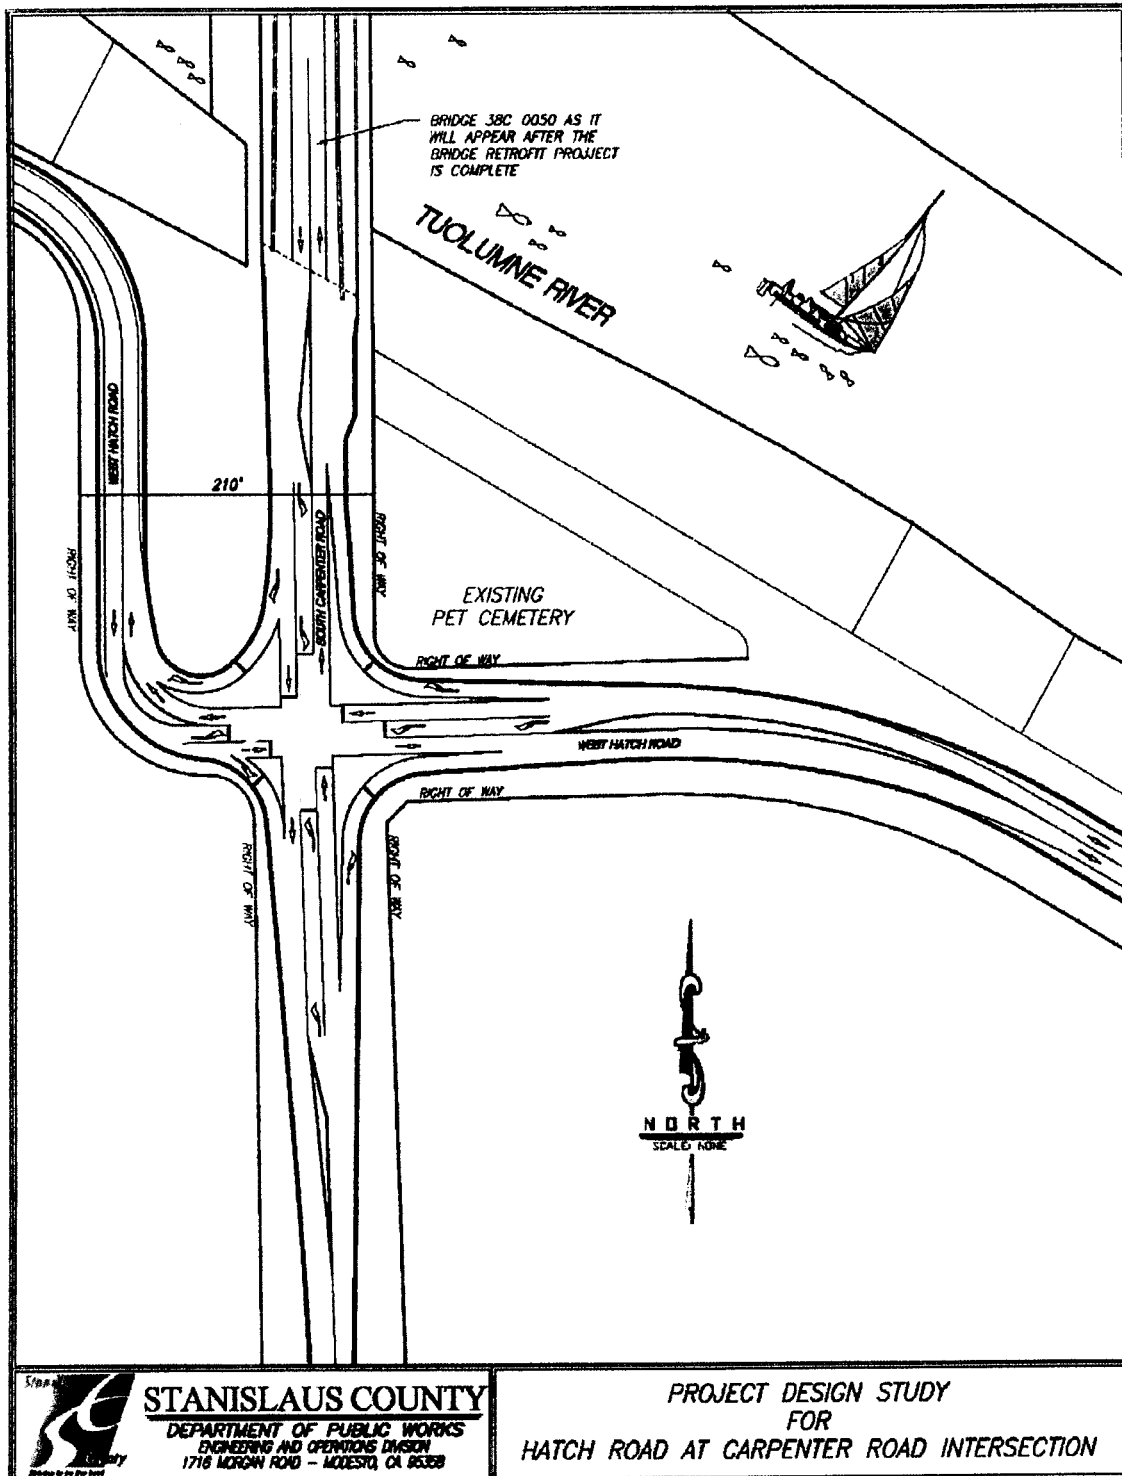 BRIDGE 38C 0050 AS IT
WILL APPEAR AFTER THE
BRIDGE RETROFIT PROJJECT
IS COMPLETE
TUOLUMNE RIVER
WEST HATCH ROAD
210'
SOUTH CARPENTER ROAD
RIGHT OF WAY
RIGHT OF WAY
EXISTING
PET CEMETERY
RIGHT OF WAY
WEST HATCH ROAD
RIGHT OF WAY
RIGHT OF WAY
RIGHT OF WAY
NORTH
SCALE: NONE
STANISLAUS COUNTY
DEPARTMENT OF PUBLIC WORKS
ENGINEERING AND OPERATIONS DIVISION
1716 MORGAN ROAD - MODESTO, CA 95358
PROJECT DESIGN STUDY
FOR
HATCH ROAD AT CARPENTER ROAD INTERSECTION